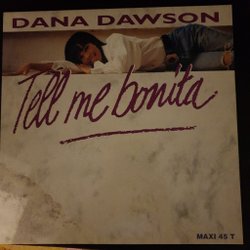 DANA DAWSON
Tell me bonita
MAXI 45 T